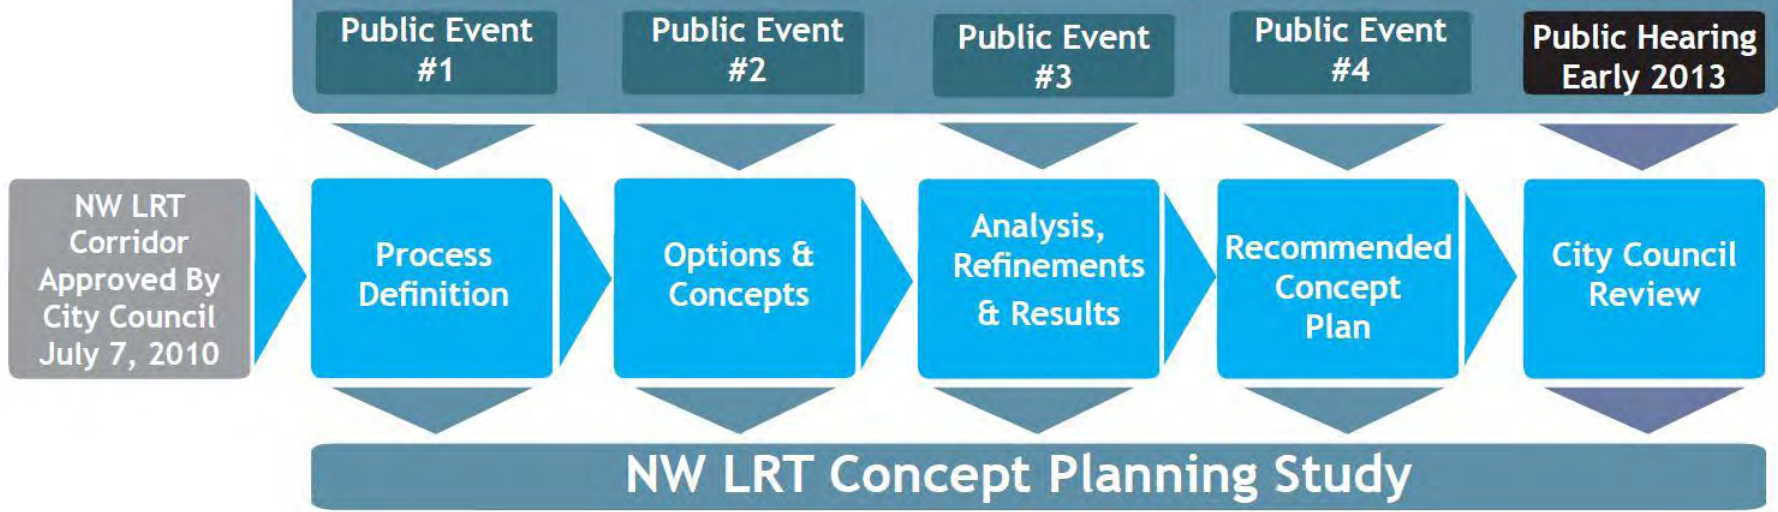 Public Event
#1
Public Event
#2
Public Event
#3
Public Event
#4
Public Hearing
Early 2013
NW LRT
Corridor
Approved By
City Council
July 7, 2010
Process
Definition
Options &
Concepts
Analysis,
Refinements
& Results
Recommended
Concept
Plan
City Council
Review
NW LRT Concept Planning Study